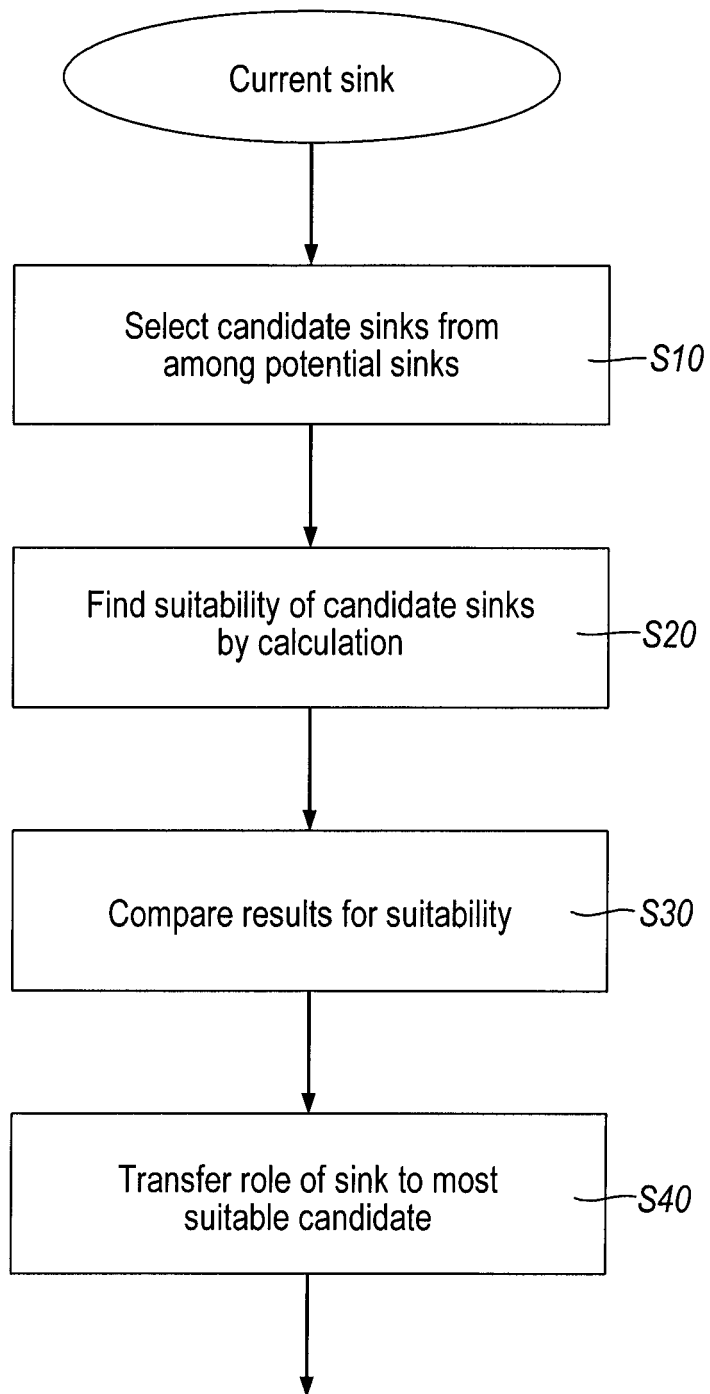 Current sink
Select candidate sinks from
among potential sinks
S10
Find suitability of candidate sinks
by calculation
S20
Compare results for suitability
S30
Transfer role of sink to most
suitable candidate
S40